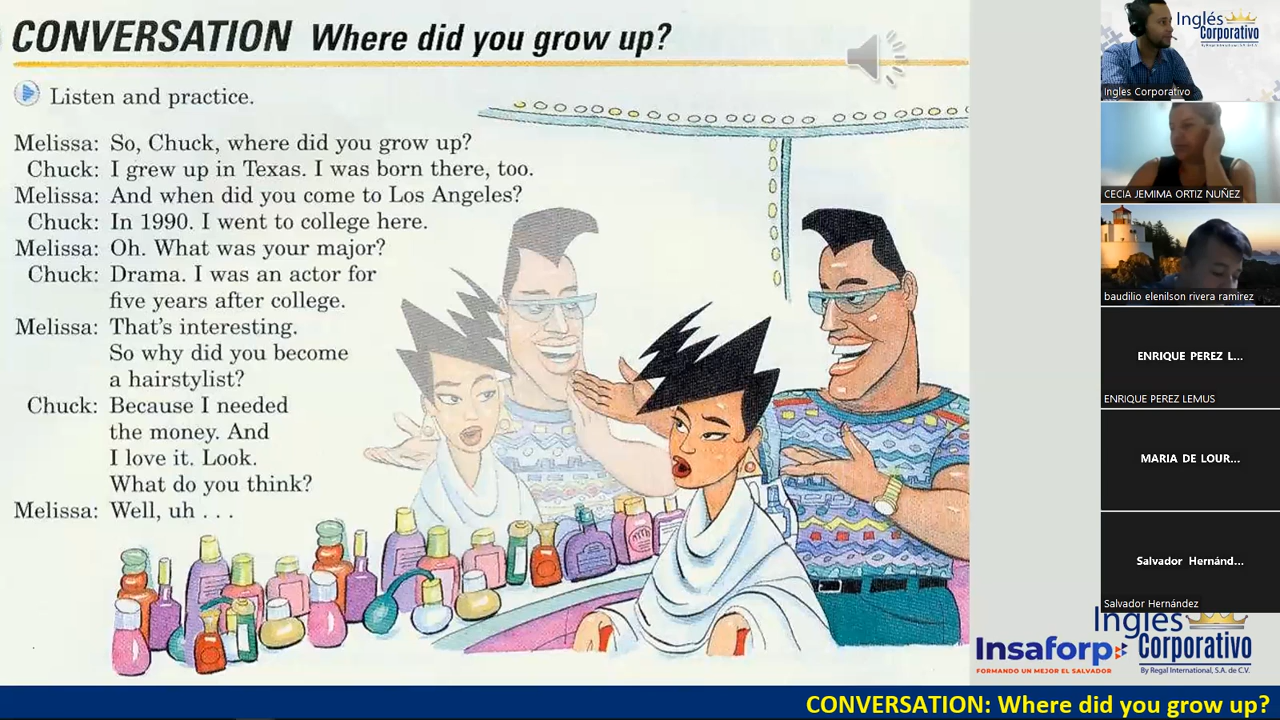 CONVERSATION Where did you grow up?
Listen and practice.
Melissa: So, Chuck, where did you grow up?
Chuck: I grew up in Texas. I was born there, too.
Melissa: And when did you come to Los Angeles?
Chuck: In 1990. I went to college here.
Melissa: Oh. What was your major?
Chuck: Drama. I was an actor for
five years after college.
Melissa: That's interesting.
So why did you become
a hairstylist?
Chuck: Because I needed
the money. And
I love it. Look.
What do you think?
Melissa: Well, uh . . .
Inglés
Corporativo
By Regal International, S.A. de C.V.
Ingles Corporativo
CECIA JEMIMA ORTIZ NUÑEZ
baudilio elenilson rivera ramirez
ENRIQUE PEREZ L...
ENRIQUE PEREZ LEMUS
MARIA DE LOUR...
Salvador Hernánd...
Salvador Hernández
Insaforp
FORMANDO UN MEJOR EL SALVADOR
Inglés
Corporativo
By Regal International, S.A. de C.V.
CONVERSATION: Where did you grow up?